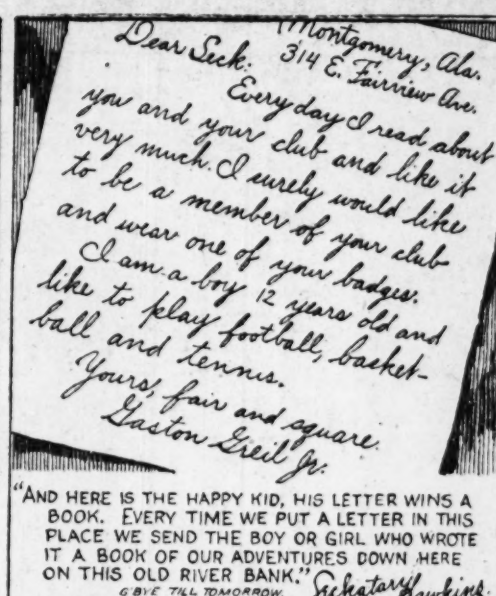 Montgomery, Ala.
314 E. Fairview Ave.
Dear Seck:
Every day I read about
you and your club and like it
very much. I surely would like
to be a member of your club
and wear one of your badges.
I am a boy 12 years old and
like to play football, basket-
ball and tennis.
Yours, fair and square.
Gaston Greil Jr.
"AND HERE IS THE HAPPY KID, HIS LETTER WINS A
BOOK. EVERY TIME WE PUT A LETTER IN THIS
PLACE WE SEND THE BOY OR GIRL WHO WROTE
IT A BOOK OF OUR ADVENTURES DOWN HERE
ON THIS OLD RIVER BANK."
G'BYE TILL TOMORROW. Seckatary Hawkins.